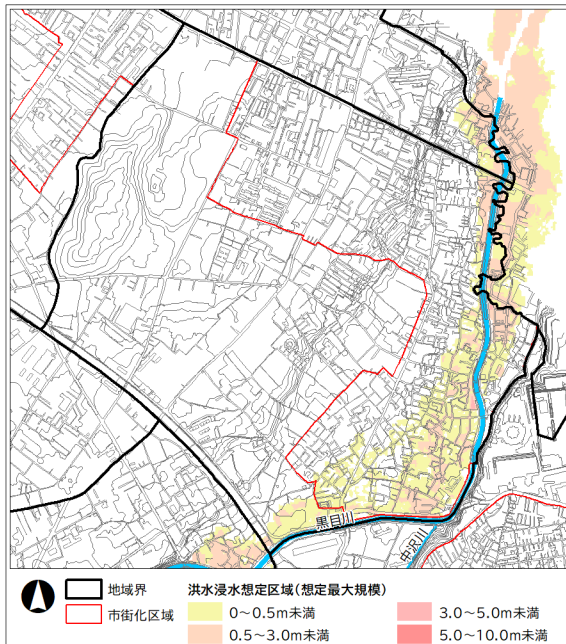 黒目川
中沢川
地域界
市街化区域
洪水浸水想定区域(想定最大規模)
0～0.5m未満
0.5～3.0m未満
3.0～5.0m未満
5.0～10.0m未満